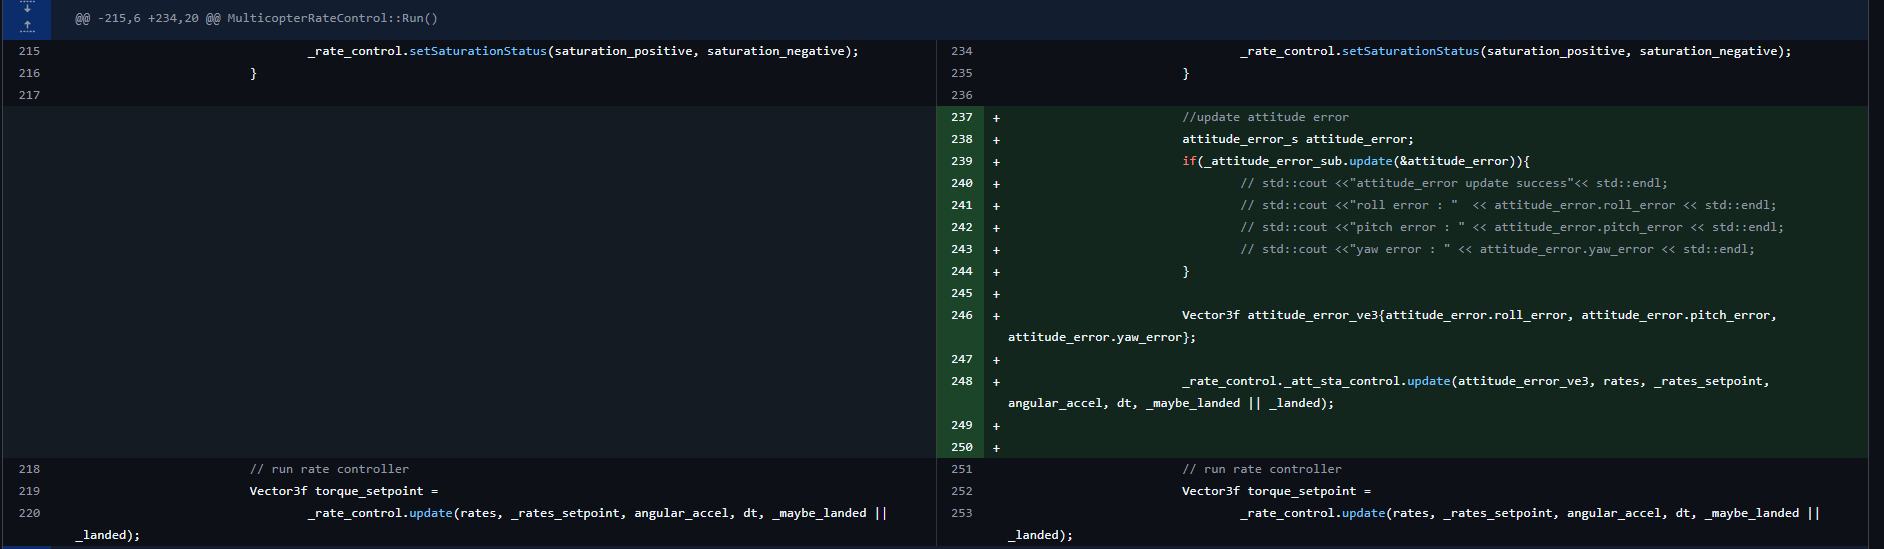 @@ -215,6 +234,20 @@ MulticopterRateControl::Run()
215 _rate_control.setSaturationStatus(saturation_positive, saturation_negative);
216 }
217
218 // run rate controller
219 Vector3f torque_setpoint =
220 _rate_control.update(rates, _rates_setpoint, angular_accel, dt, _maybe_landed ||
_landed);
234 _rate_control.setSaturationStatus(saturation_positive, saturation_negative);
235 }
236
237 + //update attitude error
238 + attitude_error_s attitude_error;
239 + if(_attitude_error_sub.update(&attitude_error)){
240 + // std::cout <<"attitude_error update success"<< std::endl;
241 + // std::cout <<"roll error : "  << attitude_error.roll_error << std::endl;
242 + // std::cout <<"pitch error : " << attitude_error.pitch_error << std::endl;
243 + // std::cout <<"yaw error : " << attitude_error.yaw_error << std::endl;
244 + }
245 +
246 + Vector3f attitude_error_ve3{attitude_error.roll_error, attitude_error.pitch_error,
attitude_error.yaw_error};
247 +
248 + _rate_control._att_sta_control.update(attitude_error_ve3, rates, _rates_setpoint,
angular_accel, dt, _maybe_landed || _landed);
249 +
250 +
251 // run rate controller
252 Vector3f torque_setpoint =
253 _rate_control.update(rates, _rates_setpoint, angular_accel, dt, _maybe_landed ||
_landed);